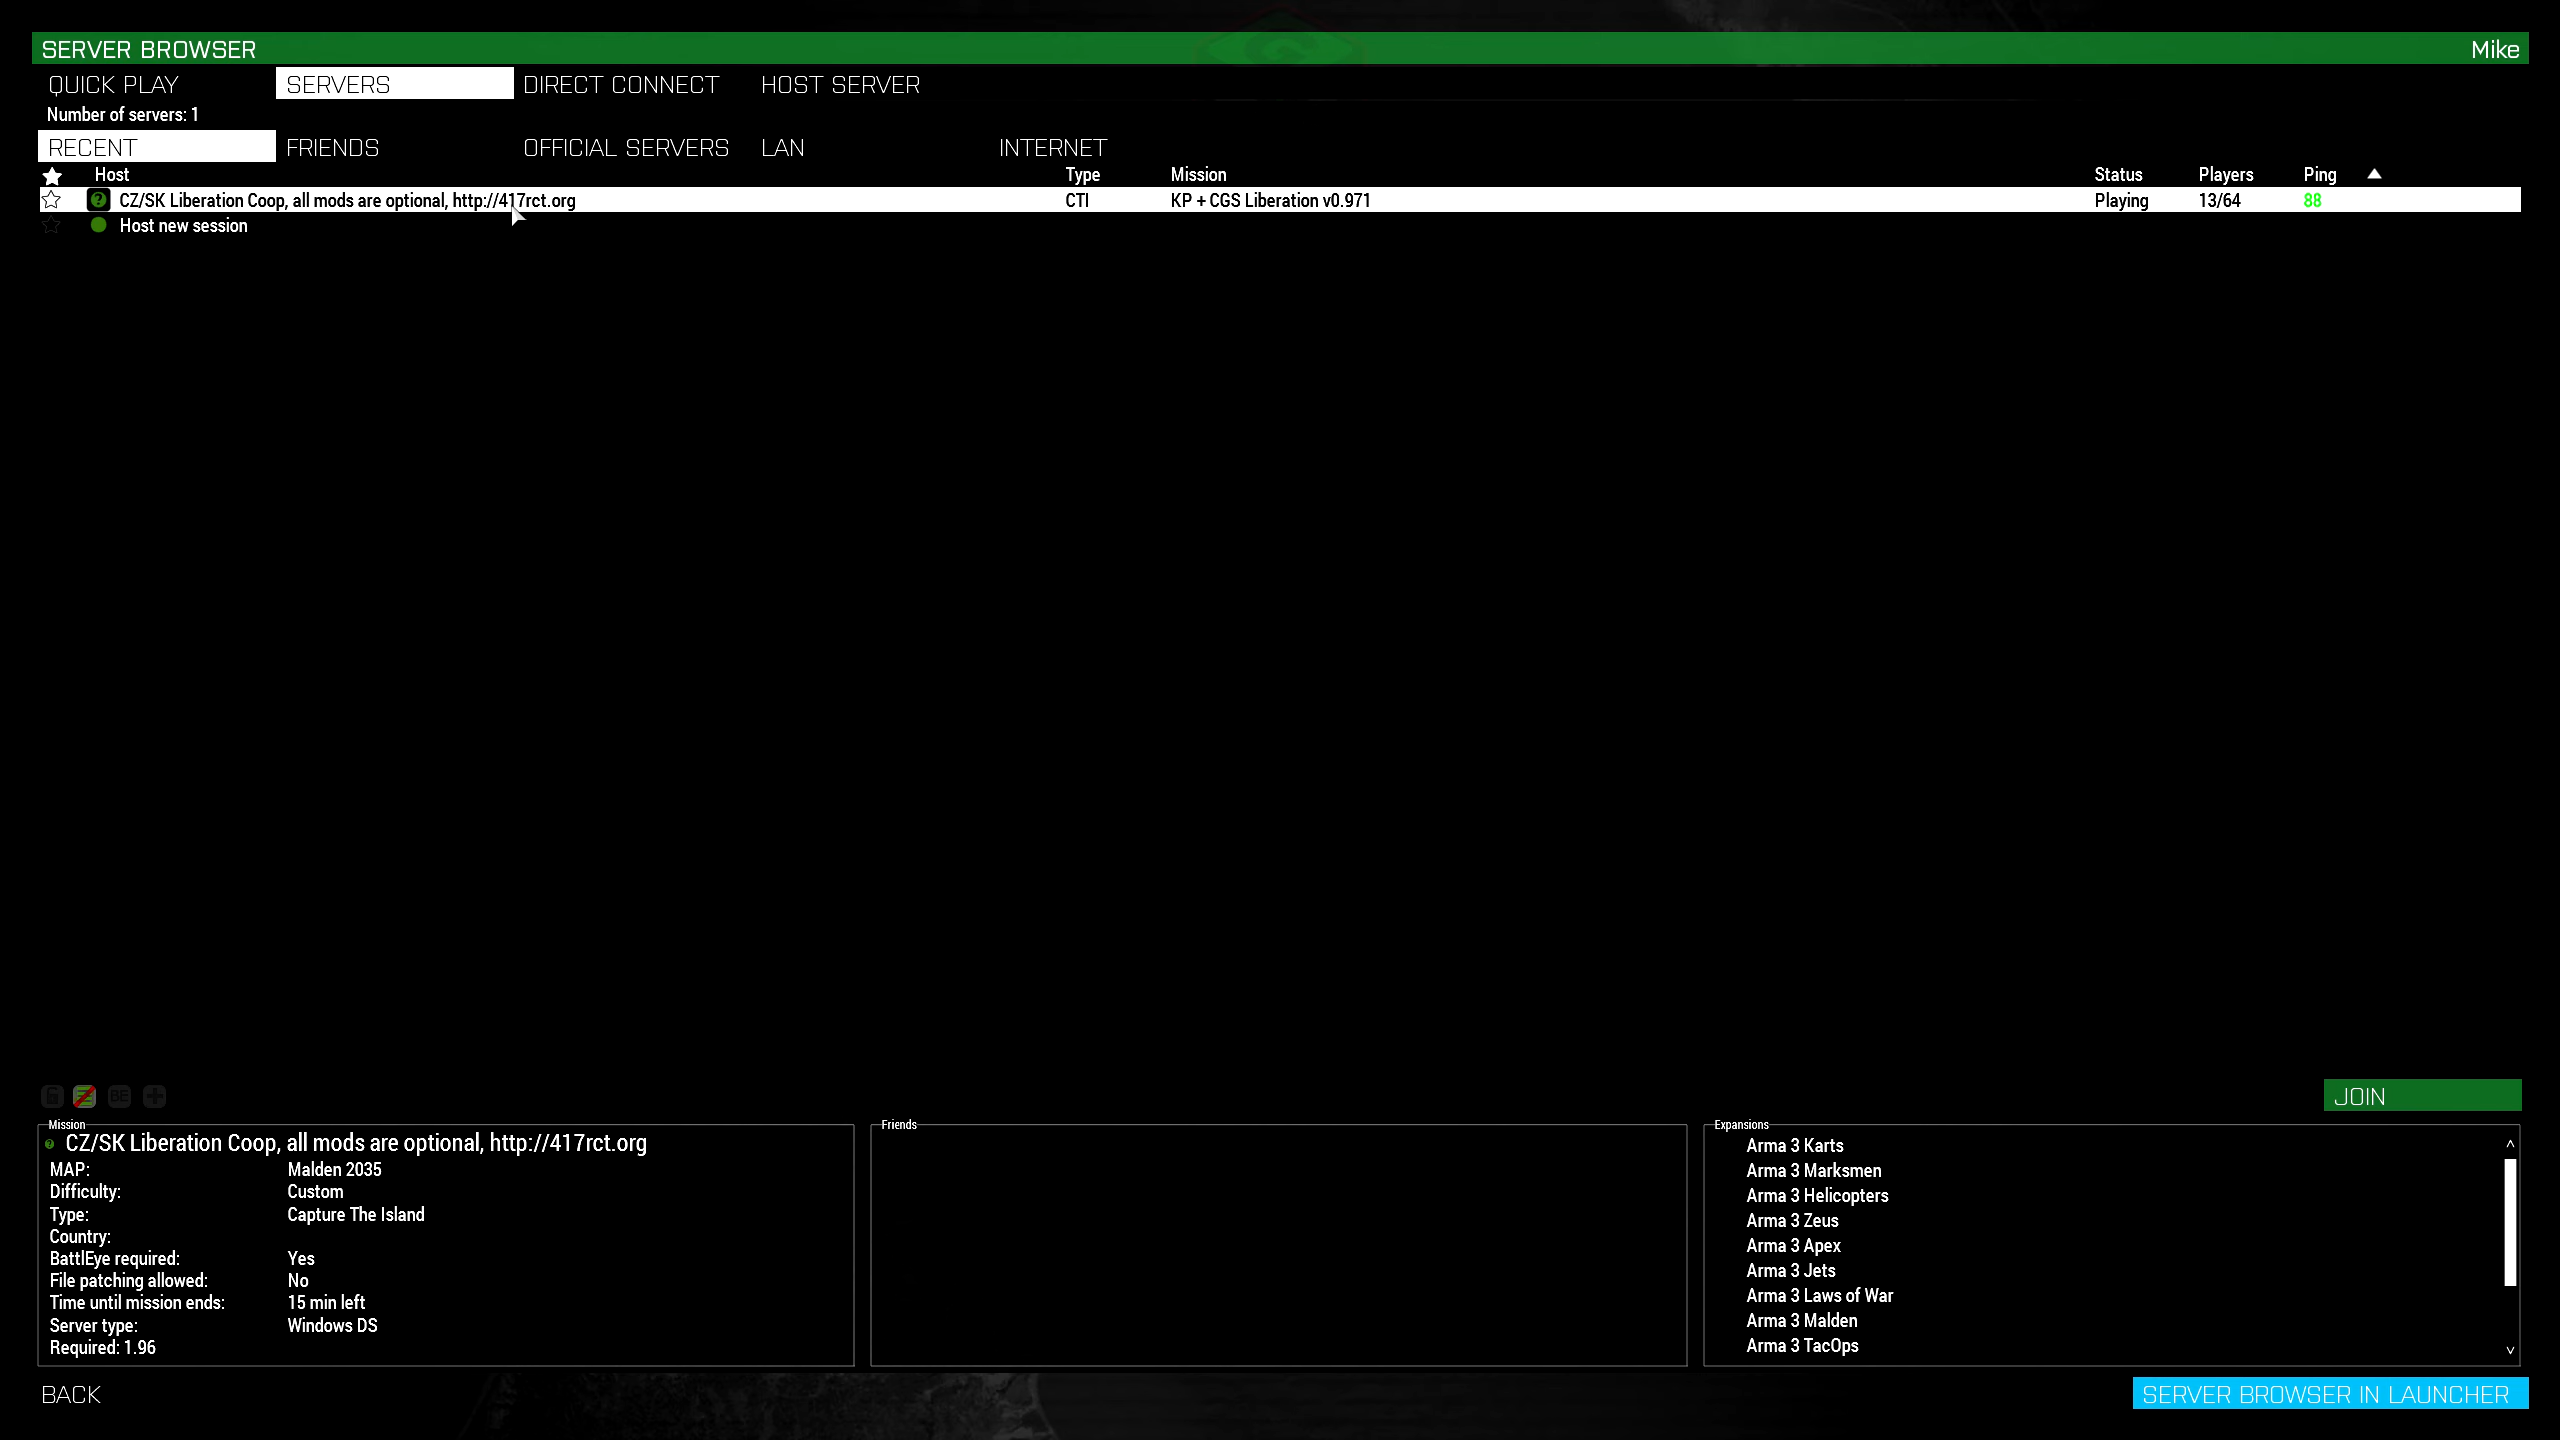 SERVER BROWSER Mike
QUICK PLAY SERVERS DIRECT CONNECT HOST SERVER
Number of servers: 1
RECENT FRIENDS OFFICIAL SERVERS LAN INTERNET
Host Type Mission Status Players Ping
CZ/SK Liberation Coop, all mods are optional, http://417rct.org CTI KP + CGS Liberation v0.971 Playing 13/64 88
Host new session
BE
JOIN
Mission
CZ/SK Liberation Coop, all mods are optional, http://417rct.org
MAP: Malden 2035
Difficulty: Custom
Type: Capture The Island
Country:
BattlEye required: Yes
File patching allowed: No
Time until mission ends: 15 min left
Server type: Windows DS
Required: 1.96
Friends
Expansions
Arma 3 Karts
Arma 3 Marksmen
Arma 3 Helicopters
Arma 3 Zeus
Arma 3 Apex
Arma 3 Jets
Arma 3 Laws of War
Arma 3 Malden
Arma 3 TacOps
BACK SERVER BROWSER IN LAUNCHER